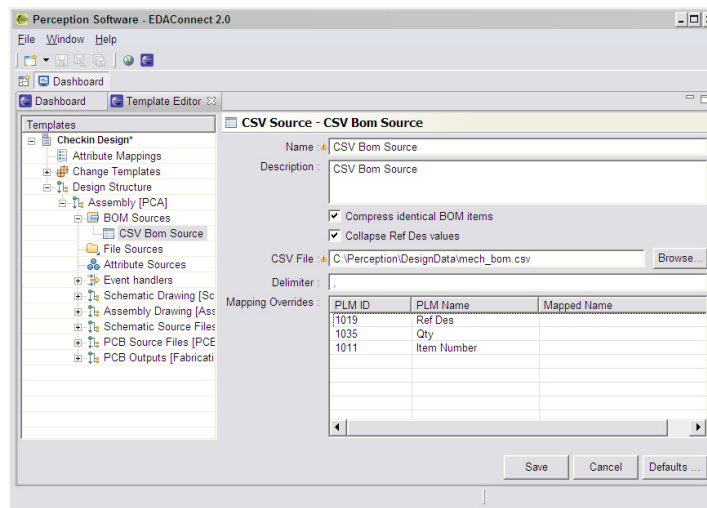 Perception Software - EDAConnect 2.0
File Window Help
Dashboard
Dashboard Template Editor
Templates
Checkin Design*
Attribute Mappings
Change Templates
Design Structure
Assembly [PCA]
BOM Sources
CSV Bom Source
File Sources
Attribute Sources
Event handlers
Schematic Drawing [Sc
Assembly Drawing [Ass
Schematic Source Files
PCB Source Files [PCE
PCB Outputs [Fabricati
CSV Source - CSV Bom Source
Name : CSV Bom Source
Description : CSV Bom Source
Compress identical BOM items
Collapse Ref Des values
CSV File : C:\Perception\DesignData\mech_bom.csv Browse...
Delimiter : ,
Mapping Overrides : PLM ID PLM Name Mapped Name
1019 Ref Des
1035 Qty
1011 Item Number
Save Cancel Defaults ...